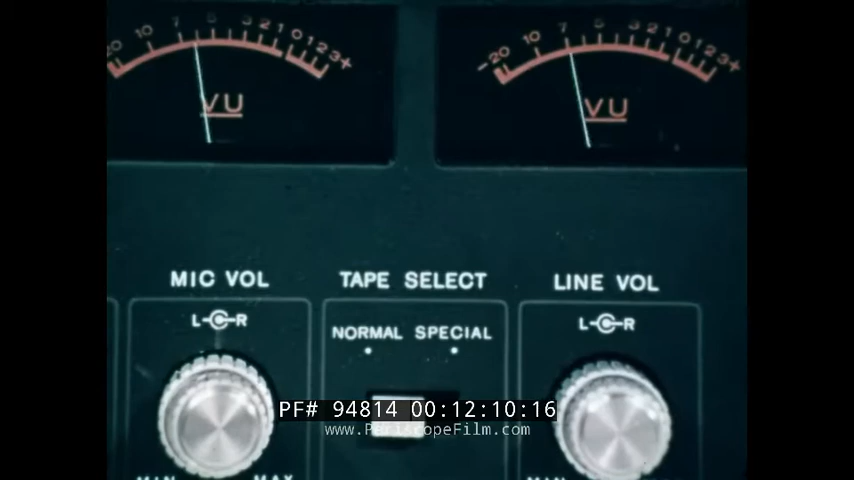 20 10 7 5 3 2 1 0 1 2 3 +
- 20 10 7 5 3 2 1 0 1 2 3 +
VU
VU
MIC VOL
TAPE SELECT
LINE VOL
L R
NORMAL SPECIAL
L R
PF# 94814 00:12:10:16
www.PeriscopeFilm.com
MIN MAX
MIN